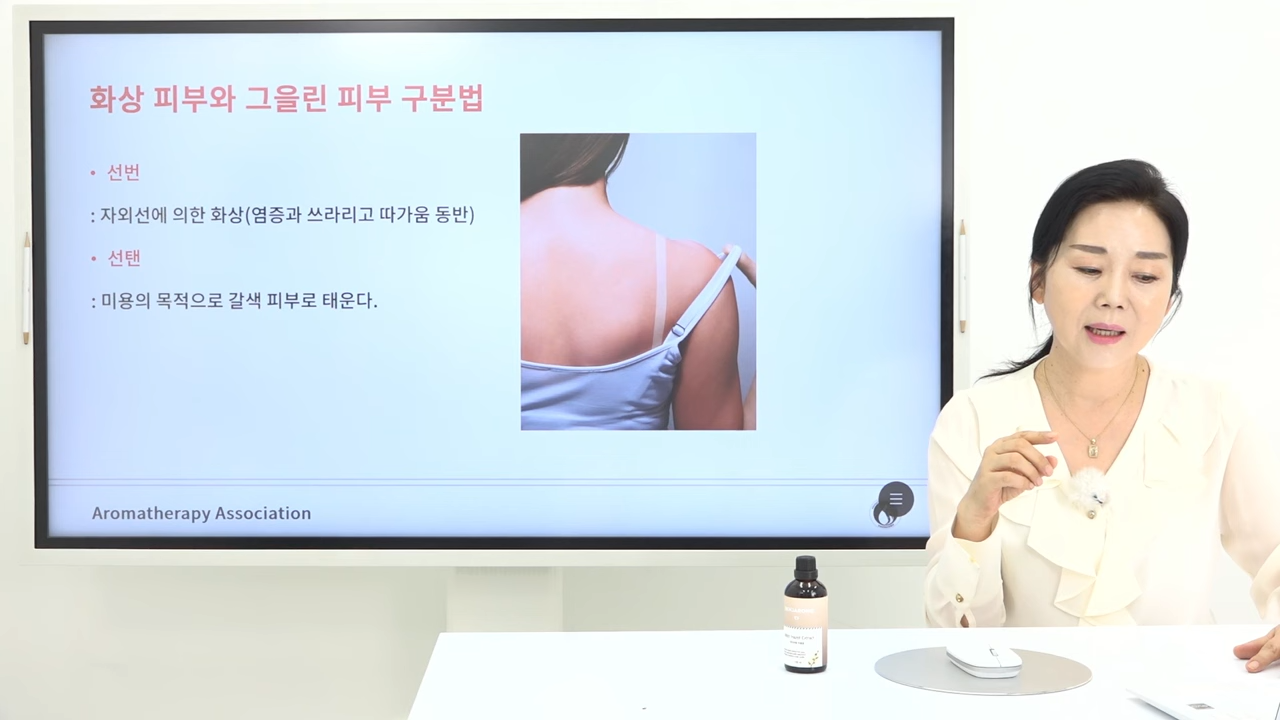 화상 피부와 그을린 피부 구분법
• 선번
: 자외선에 의한 화상(염증과 쓰라리고 따가움 동반)
• 선탠
: 미용의 목적으로 갈색 피부로 태운다.
Aromatherapy Association